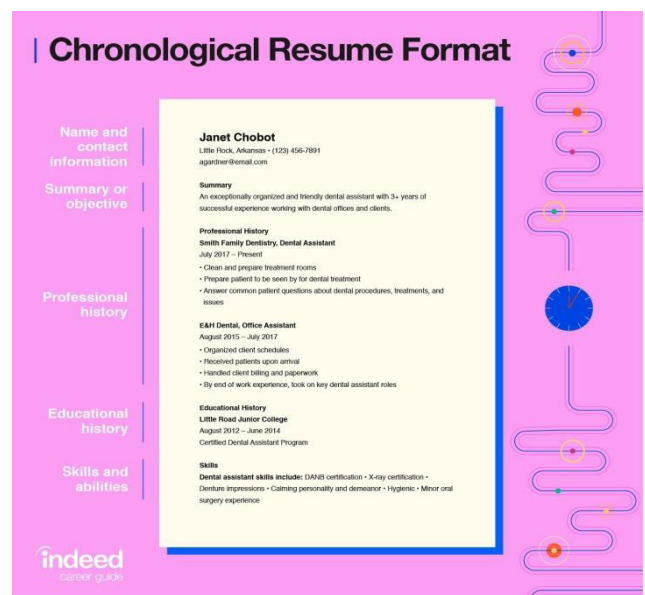 Chronological Resume Format
Name and
contact
information
Janet Chobot
Little Rock, Arkansas • (123) 456-7891
agardner@email.com
Summary or
objective
Summary
An exceptionally organized and friendly dental assistant with 3+ years of
successful experience working with dental offices and clients.
Professional
history
Professional History
Smith Family Dentistry, Dental Assistant
July 2017 – Present
• Clean and prepare treatment rooms
• Prepare patient to be seen by for dental treatment
• Answer common patient questions about dental procedures, treatments, and
issues
E&H Dental, Office Assistant
August 2015 – July 2017
• Organized client schedules
• Received patients upon arrival
• Handled client billing and paperwork
• By end of work experience, took on key dental assistant roles
Educational
history
Educational History
Little Road Junior College
August 2012 – June 2014
Certified Dental Assistant Program
Skills and
abilities
Skills
Dental assistant skills include: DANB certification • X-ray certification •
Denture impressions • Calming personality and demeanor • Hygienic • Minor oral
surgery experience
indeed
career guide